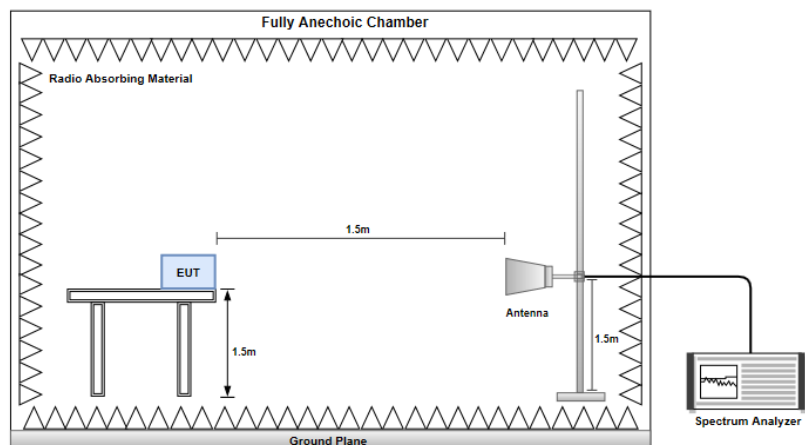 Fully Anechoic Chamber
Radio Absorbing Material
1.5m
EUT
Antenna
1.5m
1.5m
Spectrum Analyzer
Ground Plane